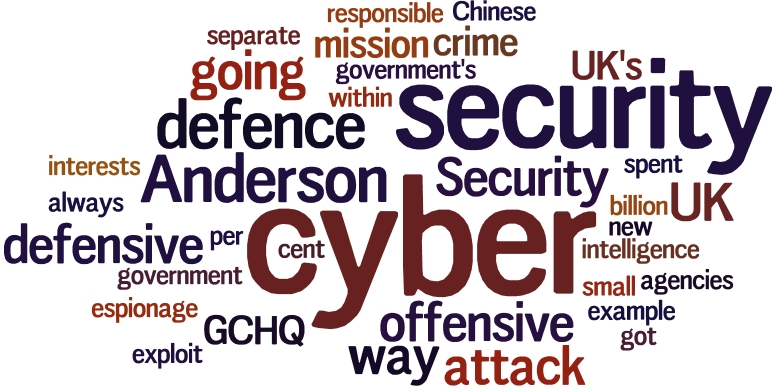 responsible Chinese
separate mission crime
going government's UK's
within security
defence
interests Anderson Security spent
always billion UK
defensive per cent cyber new
government intelligence
espionage small agencies
GCHQ offensive example
exploit way attack got